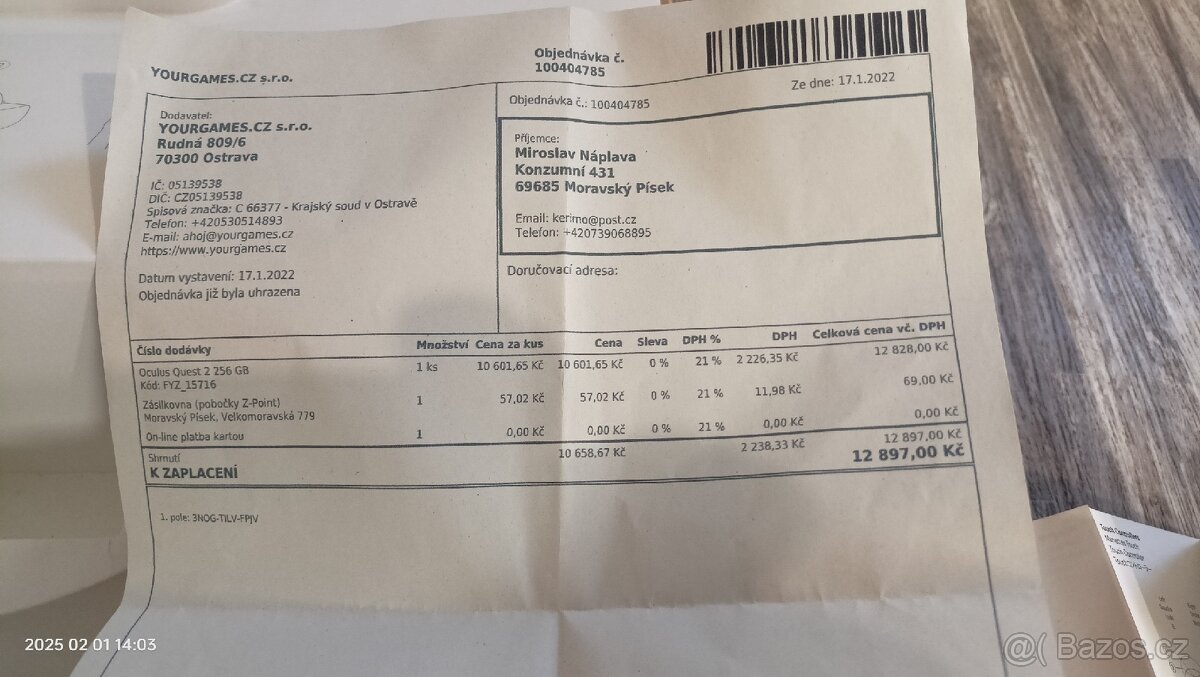 YOURGAMES.CZ s.r.o.
Objednávka č.
100404785
Ze dne: 17.1.2022
Dodavatel:
YOURGAMES.CZ s.r.o.
Rudná 809/6
70300 Ostrava
IČ: 05139538
DIČ: CZ05139538
Spisová značka: C 66377 - Krajský soud v Ostravě
Telefon: +420530514893
E-mail: ahoj@yourgames.cz
https://www.yourgames.cz
Datum vystavení: 17.1.2022
Objednávka již byla uhrazena
Objednávka č.: 100404785
Příjemce:
Miroslav Náplava
Konzumní 431
69685 Moravský Písek
Email: kerimo@post.cz
Telefon: +420739068895
Doručovací adresa:
Číslo dodávky Množství Cena za kus Cena Sleva DPH % DPH Celková cena vč. DPH
Oculus Quest 2 256 GB 1 ks 10 601,65 Kč 10 601,65 Kč 0 % 21 % 2 226,35 Kč 12 828,00 Kč
Kód: FYZ_15716
Zásilkovna (pobočky Z-Point) 1 57,02 Kč 57,02 Kč 0 % 21 % 11,98 Kč 69,00 Kč
Moravský Písek, Velkomoravská 779
On-line platba kartou 1 0,00 Kč 0,00 Kč 0 % 21 % 0,00 Kč 0,00 Kč
Shrnutí 10 658,67 Kč 2 238,33 Kč 12 897,00 Kč
K ZAPLACENÍ 12 897,00 Kč
1. pole: 3NOG-TILV-FPJV
Touch Controllers
2025 02 01 14:03
@( Bazos.cz